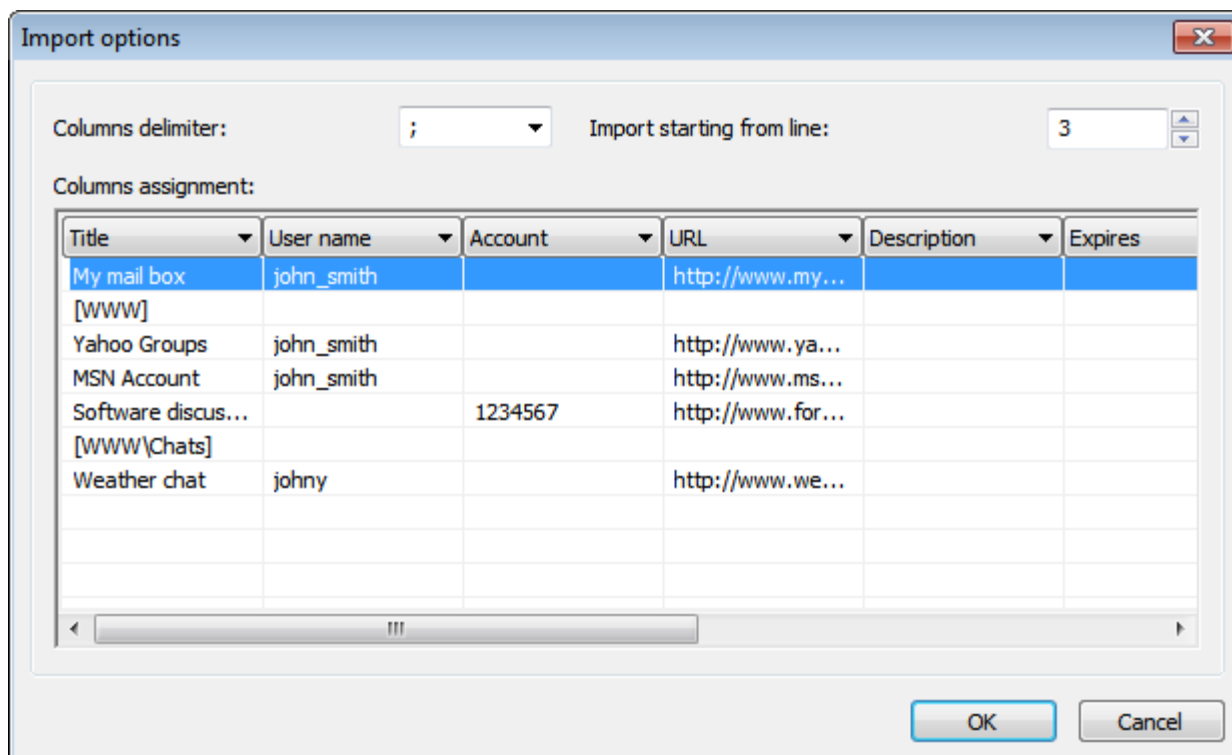 Import options
Columns delimiter: ; Import starting from line: 3
Columns assignment:
Title User name Account URL Description Expires
My mail box john_smith http://www.my...
[WWW]
Yahoo Groups john_smith http://www.ya...
MSN Account john_smith http://www.ms...
Software discus... 1234567 http://www.for...
[WWW\Chats]
Weather chat johny http://www.we...
OK Cancel